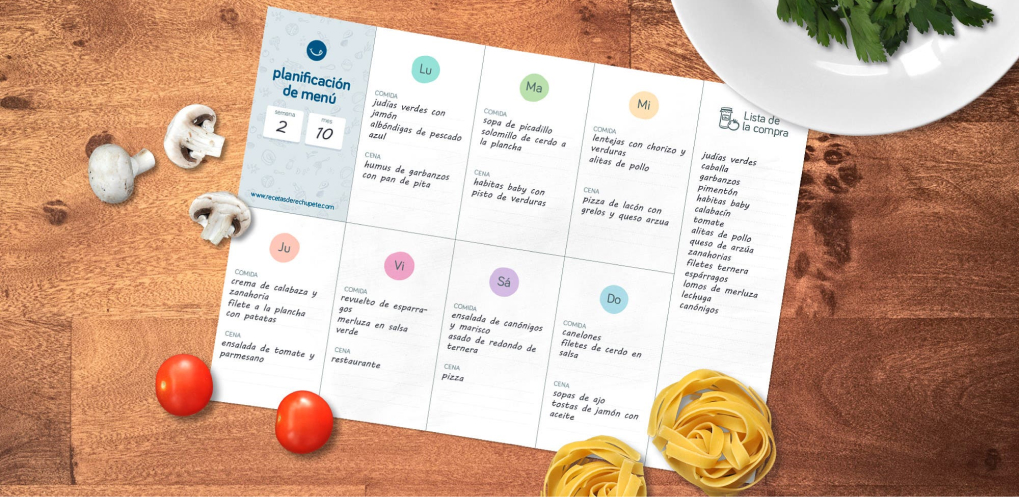 planificación
de menú
semana
2
mes
10
www.recetasderechupete.com
Lu
COMIDA
judías verdes con
jamón
albóndigas de pescado
azul
CENA
humus de garbanzos
con pan de pita
Ma
COMIDA
sopa de picadillo
solomillo de cerdo a
la plancha
CENA
habitas baby con
pisto de verduras
Mi
COMIDA
lentejas con chorizo y
verduras
alitas de pollo
CENA
pizza de lacón con
grelos y queso arzua
Lista de
la compra
judías verdes
caballa
garbanzos
pimentón
habitas baby
calabacín
tomate
alitas de pollo
queso de arzúa
zanahorias
filetes ternera
espárragos
lomos de merluza
lechuga
canónigos
Ju
COMIDA
crema de calabaza y
zanahoria
filete a la plancha
con patatas
CENA
ensalada de tomate y
parmesano
Vi
COMIDA
revuelto de esparra-
gos
merluza en salsa
verde
CENA
restaurante
Sá
COMIDA
ensalada de canónigos
y marisco
asado de redondo de
ternera
CENA
pizza
Do
COMIDA
canelones
filetes de cerdo en
salsa
CENA
sopas de ajo
tostas de jamón con
aceite